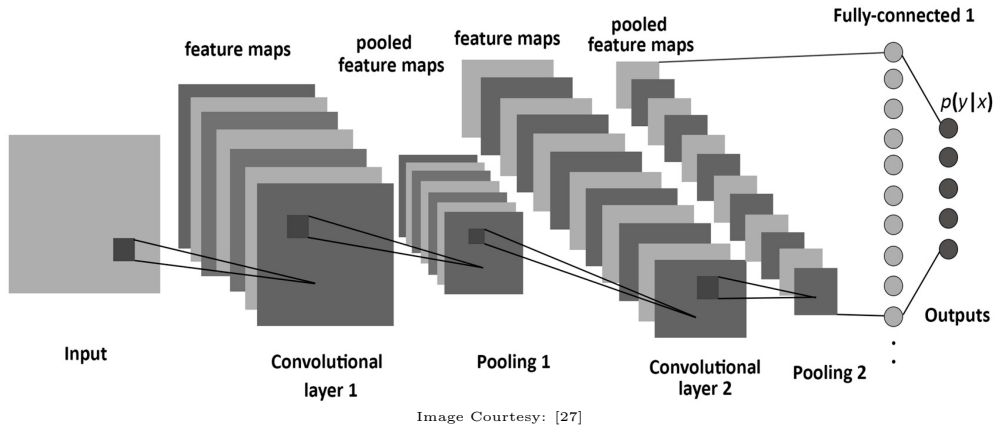 Fully-connected 1
feature maps
pooled
feature maps
feature maps
pooled
feature maps
p(y|x)
Outputs
Input
Convolutional
layer 1
Pooling 1
Convolutional
layer 2
Pooling 2
Image Courtesy: [27]